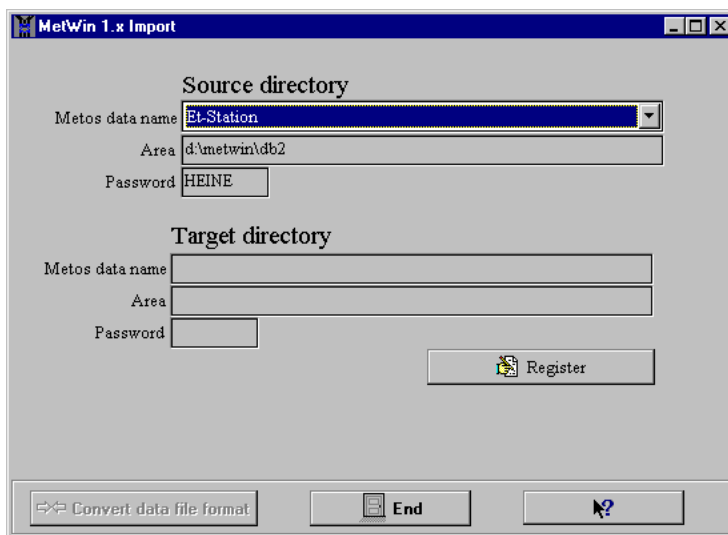 MetWin 1.x Import
Source directory
Metos data name Et-Station
Area d:\metwin\db2
Password HEINE
Target directory
Metos data name
Area
Password
Register
Convert data file format End ?